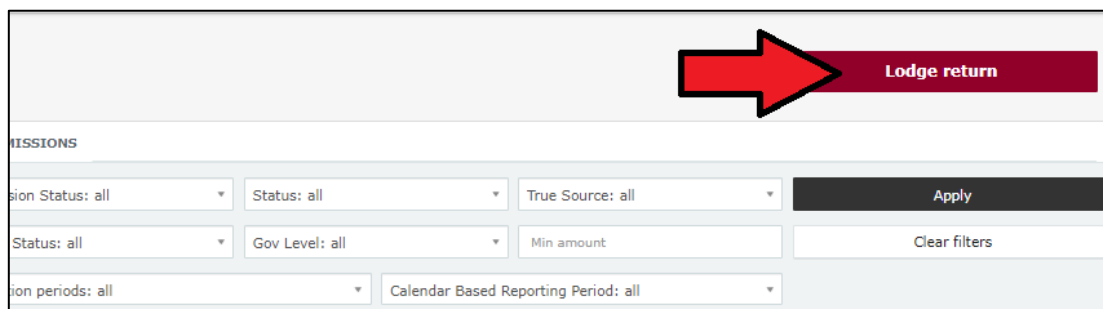 Lodge return
MISSIONS
sion Status: all Status: all True Source: all Apply
Status: all Gov Level: all Min amount Clear filters
tion periods: all Calendar Based Reporting Period: all